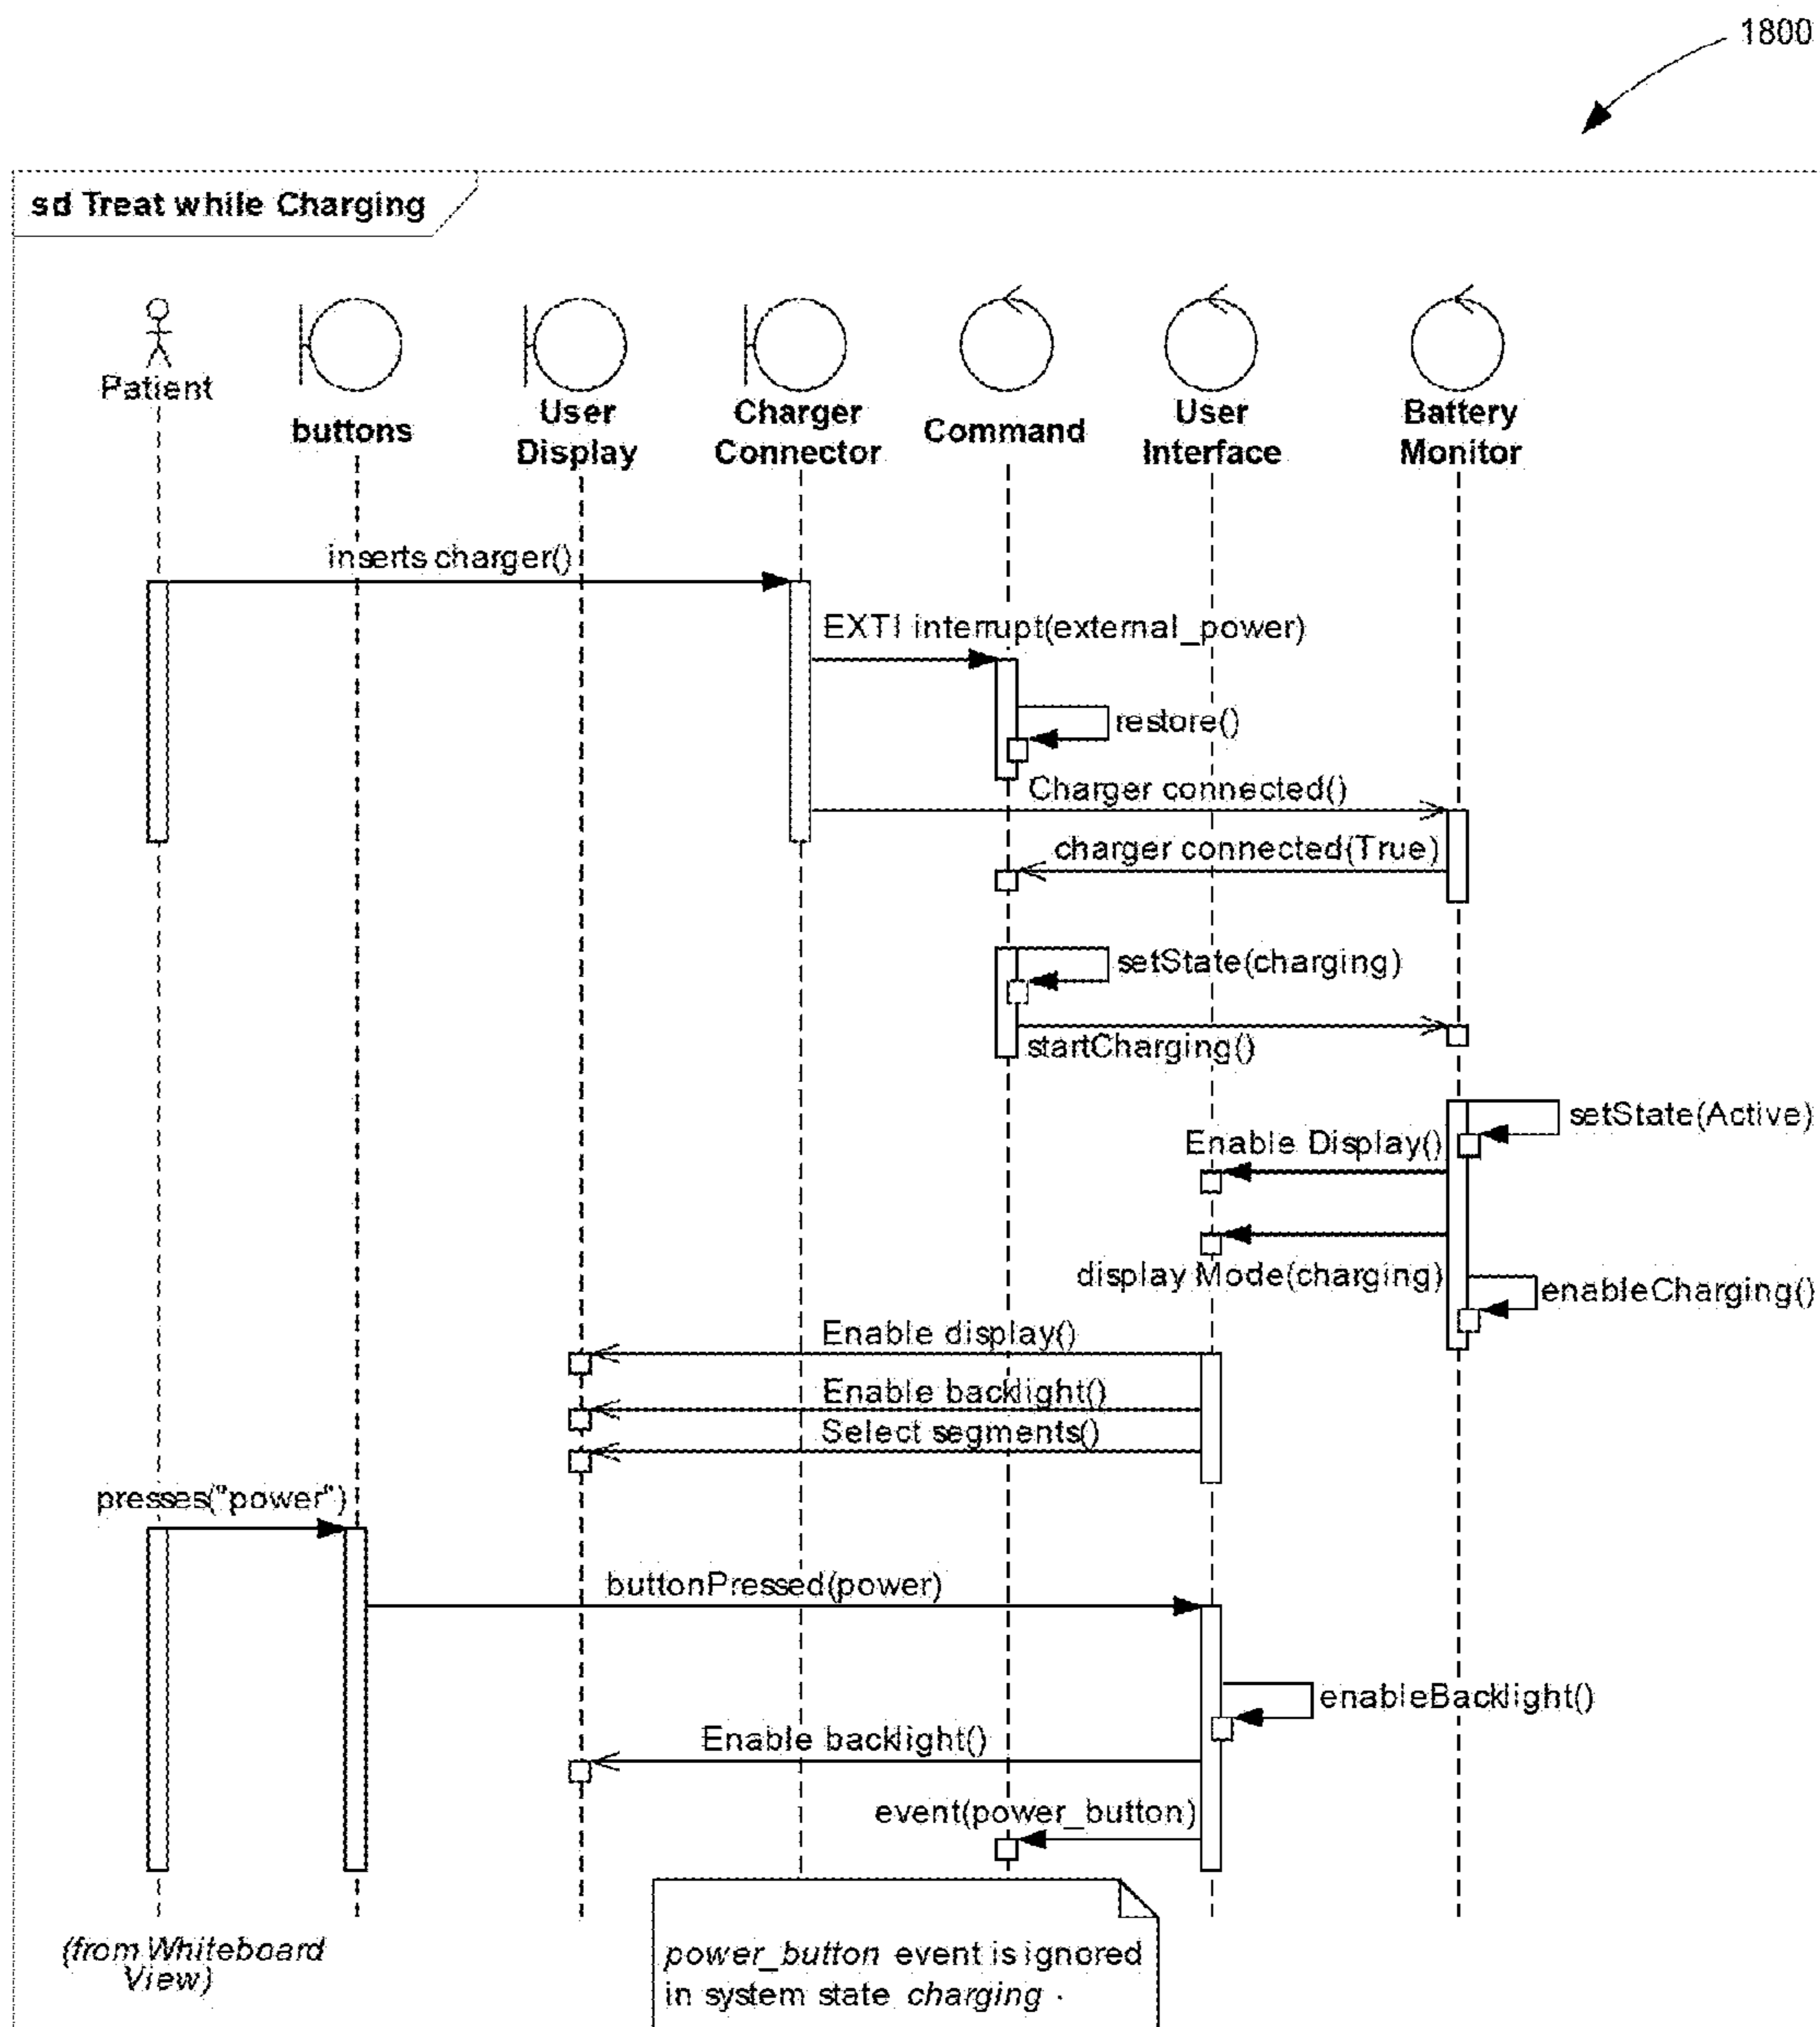 1800
sd Treat while Charging
Patient
buttons
User
Display
Charger
Connector
Command
User
Interface
Battery
Monitor
inserts charger()
EXTI interrupt(external_power)
restore()
Charger connected()
charger connected(True)
setState(charging)
startCharging()
setState(Active)
Enable Display()
display Mode(charging)
enableCharging()
Enable display()
Enable backlight()
Select segments()
presses("power")
buttonPressed(power)
enableBacklight()
Enable backlight()
event(power_button)
(from Whiteboard
View)
power_button event is ignored
in system state charging .